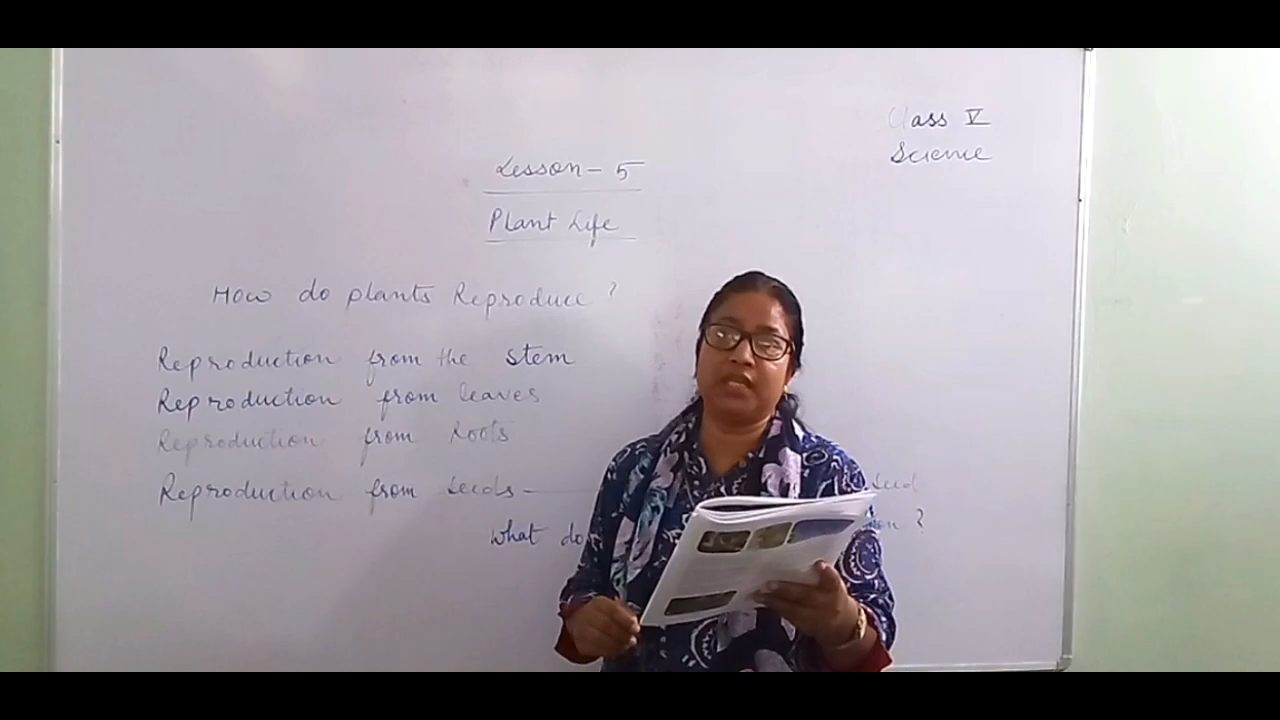 Class V
Science
Lesson - 5
Plant Life
How do plants Reproduce ?
Reproduction from the stem
Reproduction from leaves
Reproduction from Roots
Reproduction from seeds - seed
What do ?